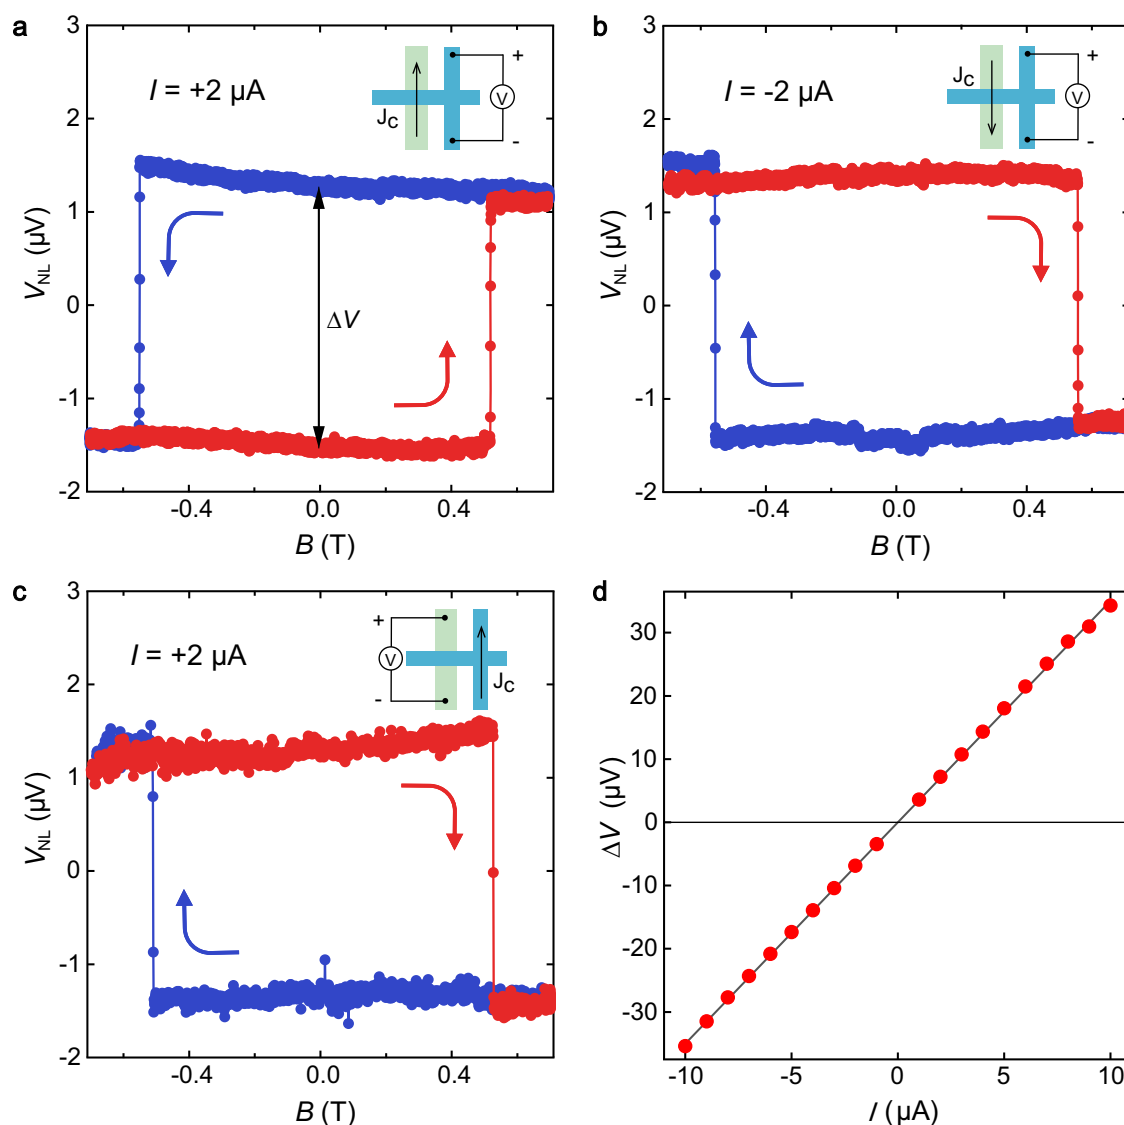 a
I = +2 µA
J_C
+
V
-
ΔV
V_NL (µV)
3
2
1
0
-1
-2
-0.4
0.0
0.4
B (T)
b
I = -2 µA
J_C
+
V
-
V_NL (µV)
3
2
1
0
-1
-2
-0.4
0.0
0.4
B (T)
c
I = +2 µA
+
V
-
J_C
V_NL (µV)
3
2
1
0
-1
-2
-0.4
0.0
0.4
B (T)
d
ΔV (µV)
30
20
10
0
-10
-20
-30
-10
-5
0
5
10
I (µA)